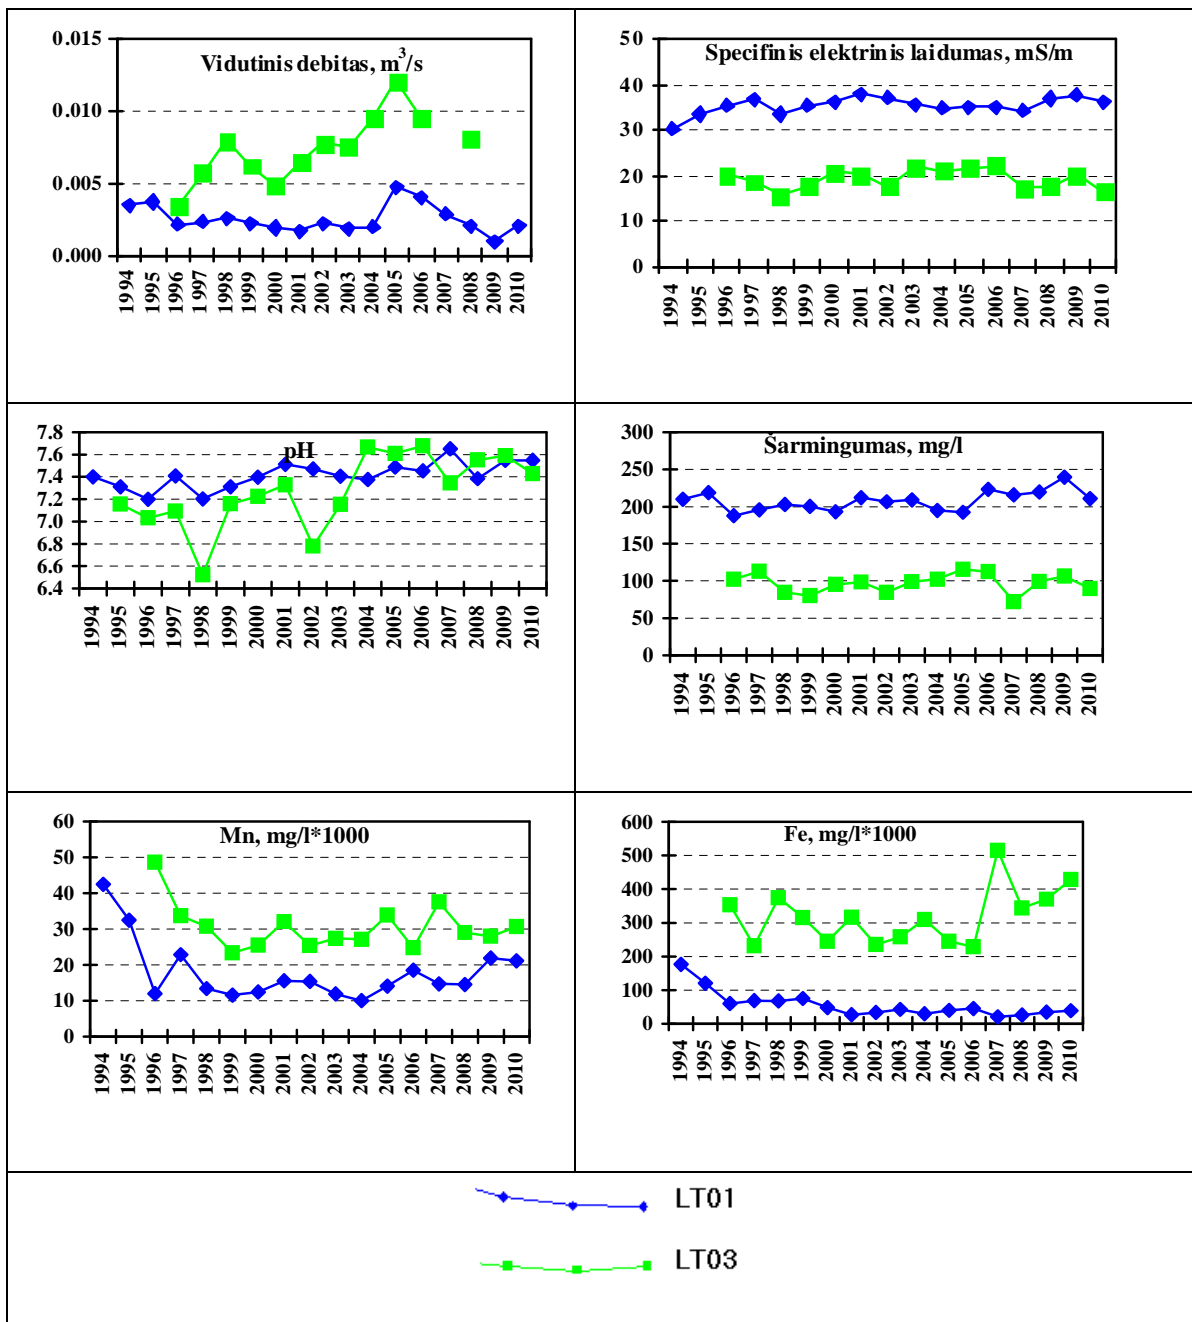 Vidutinis debitas, m³/s
0.015
0.010
0.005
0.000
1994 1995 1996 1997 1998 1999 2000 2001 2002 2003 2004 2005 2006 2007 2008 2009 2010
Specifinis elektrinis laidumas, mS/m
50
40
30
20
10
0
1994 1995 1996 1997 1998 1999 2000 2001 2002 2003 2004 2005 2006 2007 2008 2009 2010
pH
7.8
7.6
7.4
7.2
7.0
6.8
6.6
6.4
1994 1995 1996 1997 1998 1999 2000 2001 2002 2003 2004 2005 2006 2007 2008 2009 2010
Šarmingumas, mg/l
300
250
200
150
100
50
0
1994 1995 1996 1997 1998 1999 2000 2001 2002 2003 2004 2005 2006 2007 2008 2009 2010
Mn, mg/l*1000
60
50
40
30
20
10
0
1994 1995 1996 1997 1998 1999 2000 2001 2002 2003 2004 2005 2006 2007 2008 2009 2010
Fe, mg/l*1000
600
500
400
300
200
100
0
1994 1995 1996 1997 1998 1999 2000 2001 2002 2003 2004 2005 2006 2007 2008 2009 2010
LT01
LT03